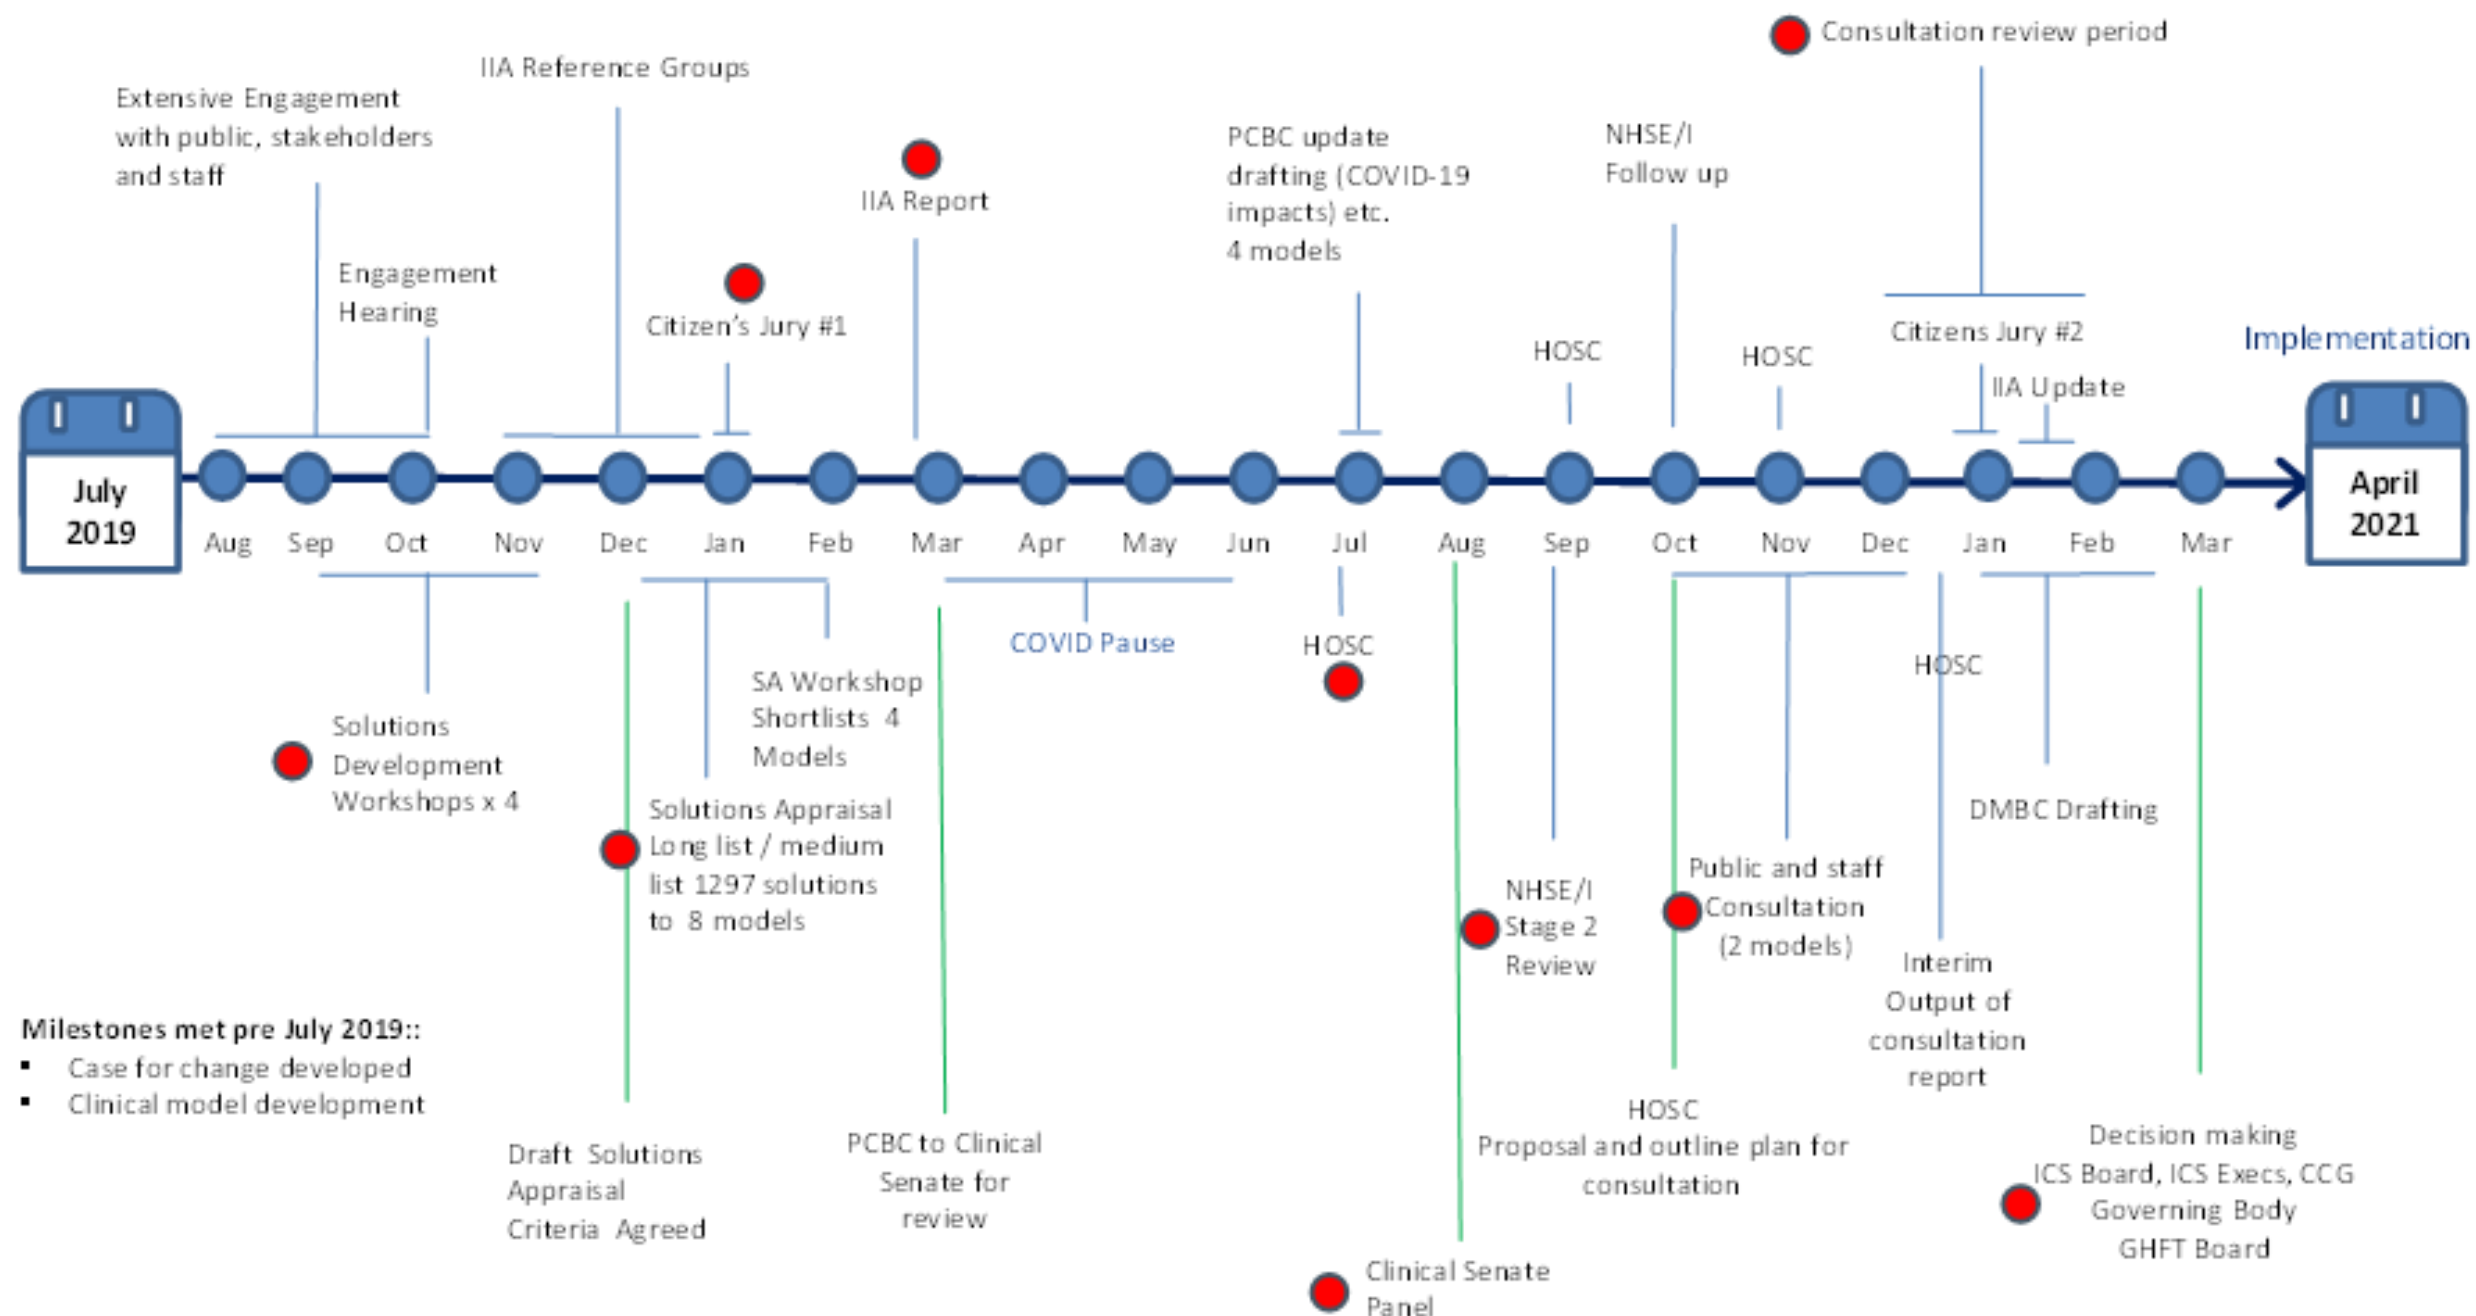 Consultation review period
IIA Reference Groups
Extensive Engagement
with public, stakeholders
and staff
PCBC update
drafting (COVID-19
impacts) etc.
4 models
NHSE/I
Follow up
IIA Report
Engagement
Hearing
Citizen's Jury #1
HOSC
HOSC
Citizens Jury #2
Implementation
IIA Update
July
2019
April
2021
Aug Sep Oct Nov Dec Jan Feb Mar Apr May Jun Jul Aug Sep Oct Nov Dec Jan Feb Mar
COVID Pause
HOSC
HOSC
SA Workshop
Shortlists 4
Models
Solutions
Development
Workshops x 4
Solutions Appraisal
Long list / medium
list 1297 solutions
to 8 models
DMBC Drafting
NHSE/I
Stage 2
Review
Public and staff
Consultation
(2 models)
Interim
Output of
consultation
report
Milestones met pre July 2019::
▪ Case for change developed
▪ Clinical model development
Draft Solutions
Appraisal
Criteria Agreed
PCBC to Clinical
Senate for
review
HOSC
Proposal and outline plan for
consultation
Decision making
ICS Board, ICS Execs, CCG
Governing Body
GHFT Board
Clinical Senate
Panel